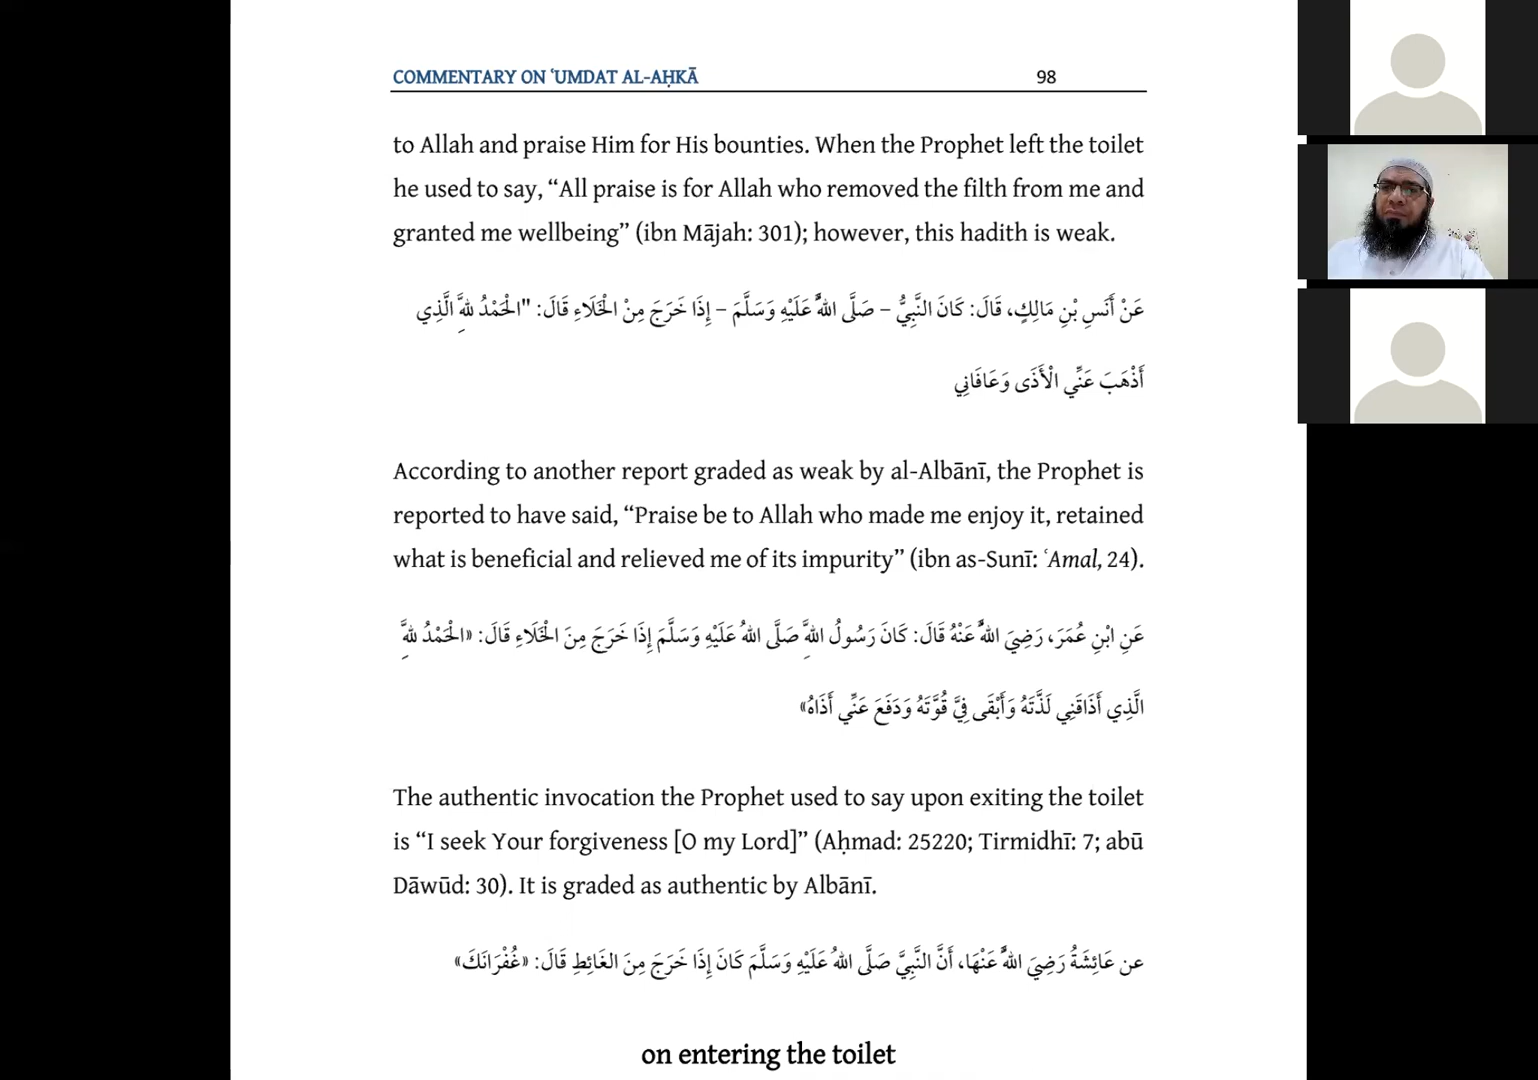 COMMENTARY ON ʿUMDAT AL-AḤKĀ 98
to Allah and praise Him for His bounties. When the Prophet left the toilet
he used to say, “All praise is for Allah who removed the filth from me and
granted me wellbeing” (ibn Mājah: 301); however, this hadith is weak.
عَنْ أَنَسِ بْنِ مَالِكٍ، قَالَ: كَانَ النَّبِيُّ – صَلَّى اللهُ عَلَيْهِ وَسَلَّمَ – إِذَا خَرَجَ مِنْ الْخَلَاءِ قَالَ: "الْحَمْدُ لِلَّهِ الَّذِي
أَذْهَبَ عَنِّي الْأَذَى وَعَافَانِي
According to another report graded as weak by al-Albānī, the Prophet is
reported to have said, “Praise be to Allah who made me enjoy it, retained
what is beneficial and relieved me of its impurity” (ibn as-Sunī: ʿAmal, 24).
عَنِ ابْنِ عُمَرَ، رَضِيَ اللهُ عَنْهُ قَالَ: كَانَ رَسُولُ اللهِ صَلَّى اللهُ عَلَيْهِ وَسَلَّمَ إِذَا خَرَجَ مِنَ الْخَلَاءِ قَالَ: «الْحَمْدُ لِلَّهِ
الَّذِي أَذَاقَنِي لَذَّتَهُ وَأَبْقَى فِيَّ قُوَّتَهُ وَدَفَعَ عَنِّي أَذَاهُ»
The authentic invocation the Prophet used to say upon exiting the toilet
is “I seek Your forgiveness [O my Lord]” (Aḥmad: 25220; Tirmidhī: 7; abū
Dāwūd: 30). It is graded as authentic by Albānī.
عن عَائِشَةُ رَضِيَ اللهُ عَنْهَا، أَنَّ النَّبِيَّ صَلَّى اللهُ عَلَيْهِ وَسَلَّمَ كَانَ إِذَا خَرَجَ مِنَ الغَائِطِ قَالَ: «غُفْرَانَكَ»
on entering the toilet